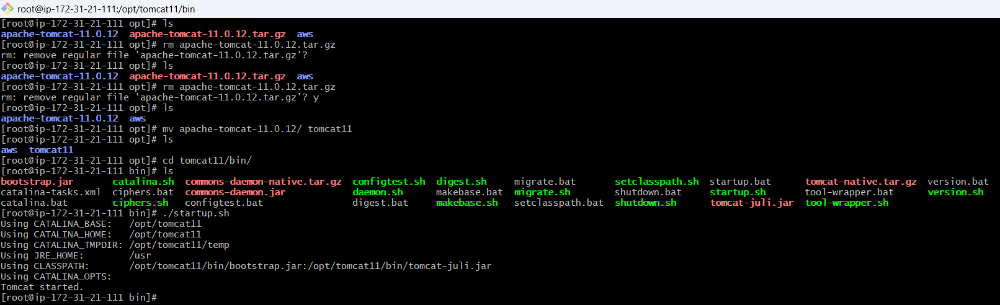 root@ip-172-31-21-111:/opt/tomcat11/bin
[root@ip-172-31-21-111 opt]# ls
apache-tomcat-11.0.12  apache-tomcat-11.0.12.tar.gz  aws
[root@ip-172-31-21-111 opt]# rm apache-tomcat-11.0.12.tar.gz
rm: remove regular file 'apache-tomcat-11.0.12.tar.gz'?
[root@ip-172-31-21-111 opt]# ls
apache-tomcat-11.0.12  apache-tomcat-11.0.12.tar.gz  aws
[root@ip-172-31-21-111 opt]# rm apache-tomcat-11.0.12.tar.gz
rm: remove regular file 'apache-tomcat-11.0.12.tar.gz'? y
[root@ip-172-31-21-111 opt]# ls
apache-tomcat-11.0.12  aws
[root@ip-172-31-21-111 opt]# mv apache-tomcat-11.0.12/ tomcat11
[root@ip-172-31-21-111 opt]# ls
aws  tomcat11
[root@ip-172-31-21-111 opt]# cd tomcat11/bin/
[root@ip-172-31-21-111 bin]# ls
bootstrap.jar       catalina.sh  commons-daemon-native.tar.gz  configtest.sh  digest.sh    migrate.bat       setclasspath.sh  startup.bat      tomcat-native.tar.gz  version.bat
catalina-tasks.xml  ciphers.bat  commons-daemon.jar            daemon.sh      makebase.bat  migrate.sh        shutdown.bat     startup.sh       tool-wrapper.bat      version.sh
catalina.bat        ciphers.sh   configtest.bat                digest.bat     makebase.sh   setclasspath.bat  shutdown.sh      tomcat-juli.jar  tool-wrapper.sh
[root@ip-172-31-21-111 bin]# ./startup.sh
Using CATALINA_BASE:   /opt/tomcat11
Using CATALINA_HOME:   /opt/tomcat11
Using CATALINA_TMPDIR: /opt/tomcat11/temp
Using JRE_HOME:        /usr
Using CLASSPATH:       /opt/tomcat11/bin/bootstrap.jar:/opt/tomcat11/bin/tomcat-juli.jar
Using CATALINA_OPTS:
Tomcat started.
[root@ip-172-31-21-111 bin]#